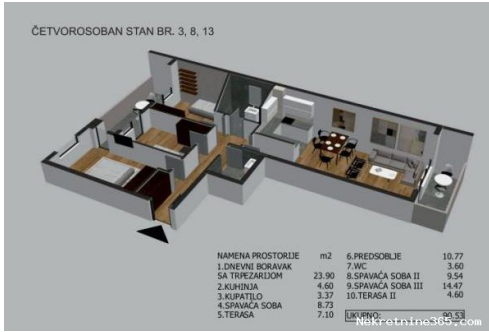 ČETVOROSOBAN STAN BR. 3, 8, 13
NAMENA PROSTORIJE m2
1.DNEVNI BORAVAK
SA TRPEZARIJOM 23.90
2.KUHINJA 4.60
3.KUPATILO 3.37
4.SPAVAĆA SOBA 8.73
5.TERASA 7.10
6.PREDSOBLJE 10.77
7.WC 3.60
8.SPAVAĆA SOBA II 9.54
9.SPAVAĆA SOBA III 14.47
10.TERASA II 4.60
UKUPNO: 90.53
Nekretnine365.com